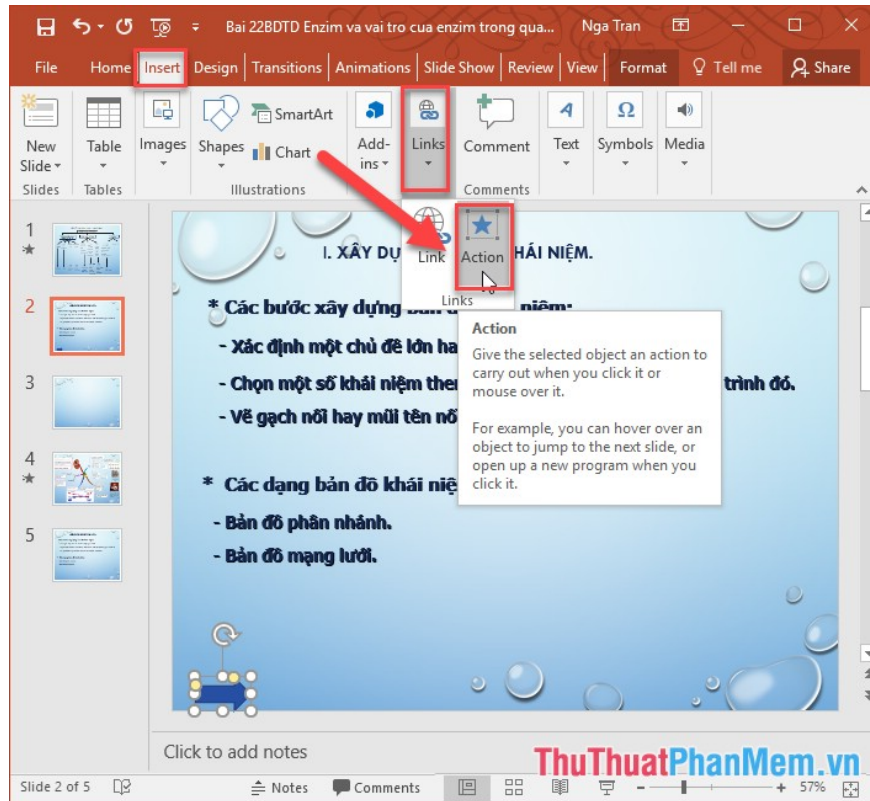 Bai 22BDTD Enzim va vai tro cua enzim trong qua... Nga Tran
File Home Insert Design Transitions Animations Slide Show Review View Format Tell me Share
New Slide
Table
Images
Shapes
SmartArt
Chart
Add-ins
Links
Comment
Text
Symbols
Media
Slides Tables Illustrations Comments
Link Action
Links
Action
Give the selected object an action to
carry out when you click it or
mouse over it.
For example, you can hover over an
object to jump to the next slide, or
open up a new program when you
click it.
1
2
3
4
5
I. XÂY DỰ HÁI NIỆM.
* Các bước xây dựng niệm:
- Xác định một chủ đề lớn ha
- Chọn một số khái niệm the trình đó.
- Vẽ gạch nối hay mũi tên nố
* Các dạng bản đồ khái niệ
- Bản đồ phân nhánh.
- Bản đồ mạng lưới.
Click to add notes
ThuThuatPhanMem.vn
Slide 2 of 5 Notes Comments 57%